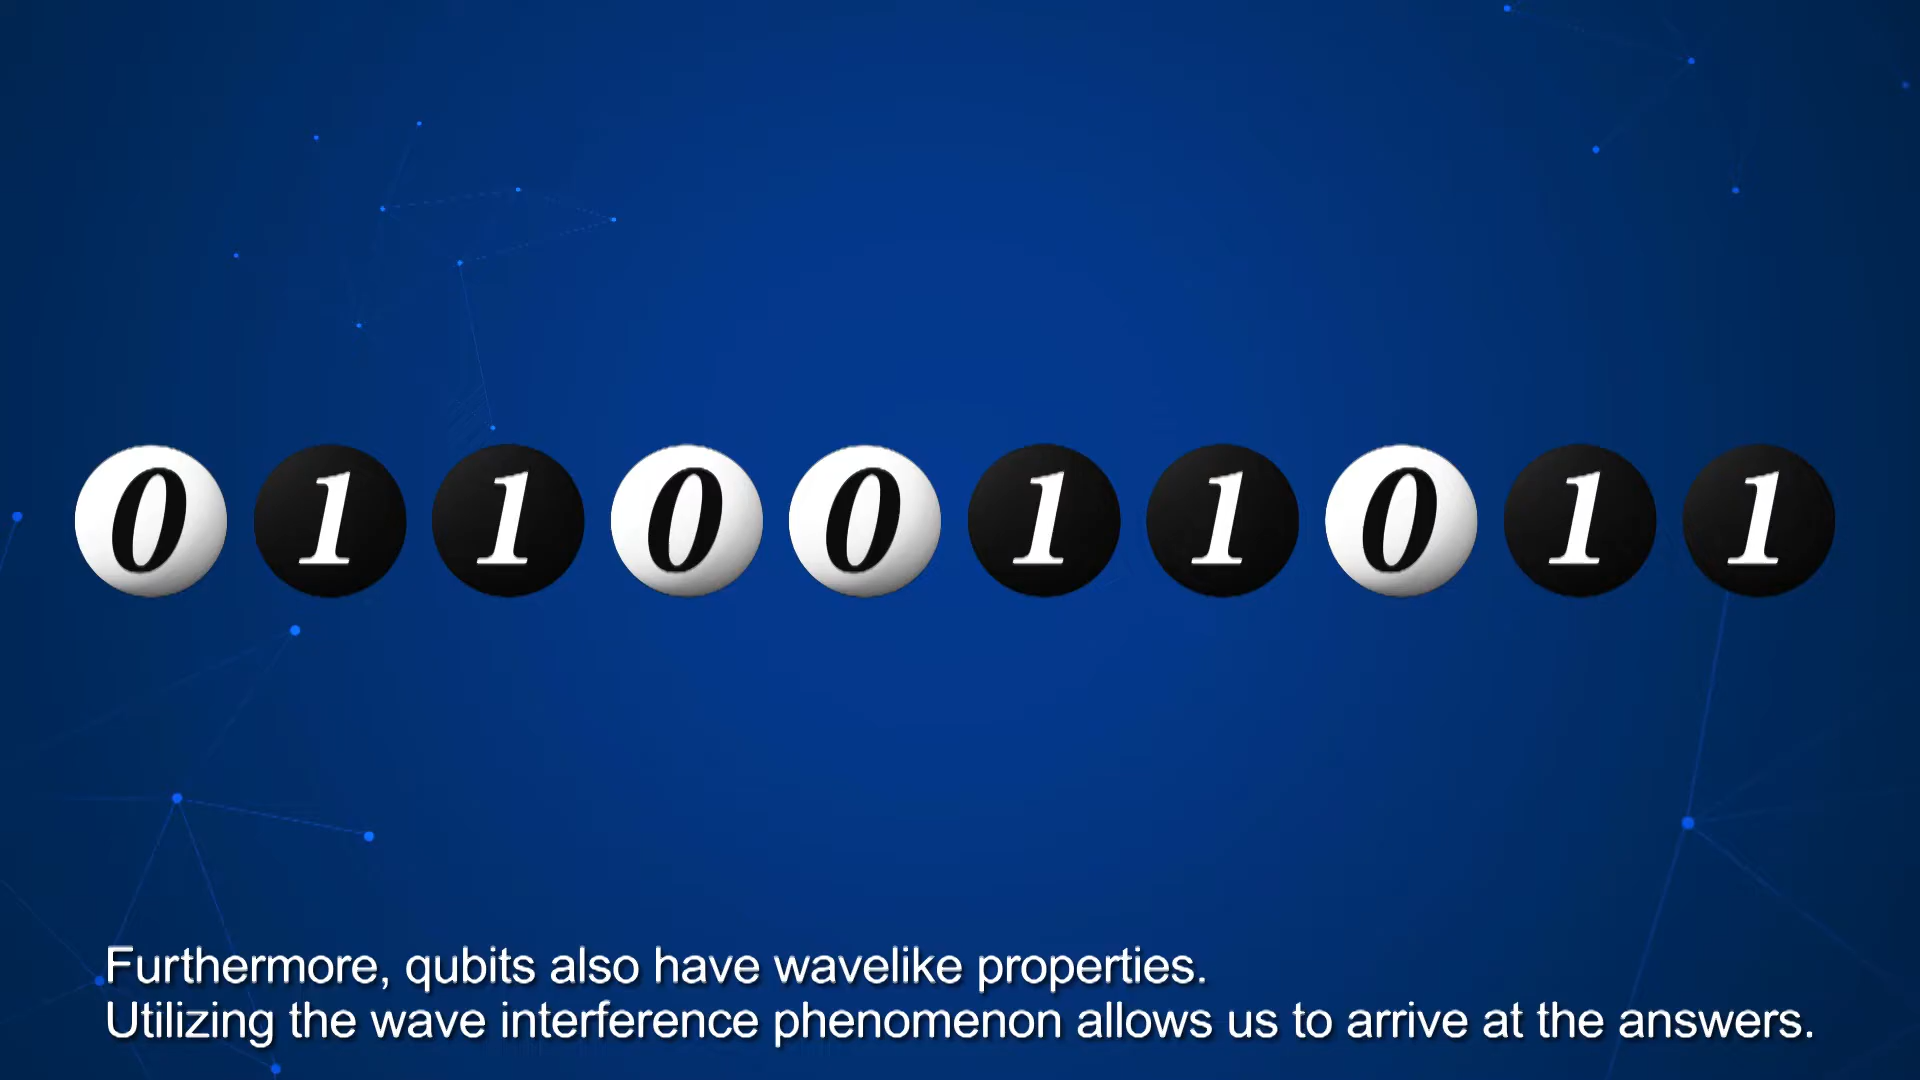 0 1 1 0 0 1 1 0 1 1
Furthermore, qubits also have wavelike properties.
Utilizing the wave interference phenomenon allows us to arrive at the answers.